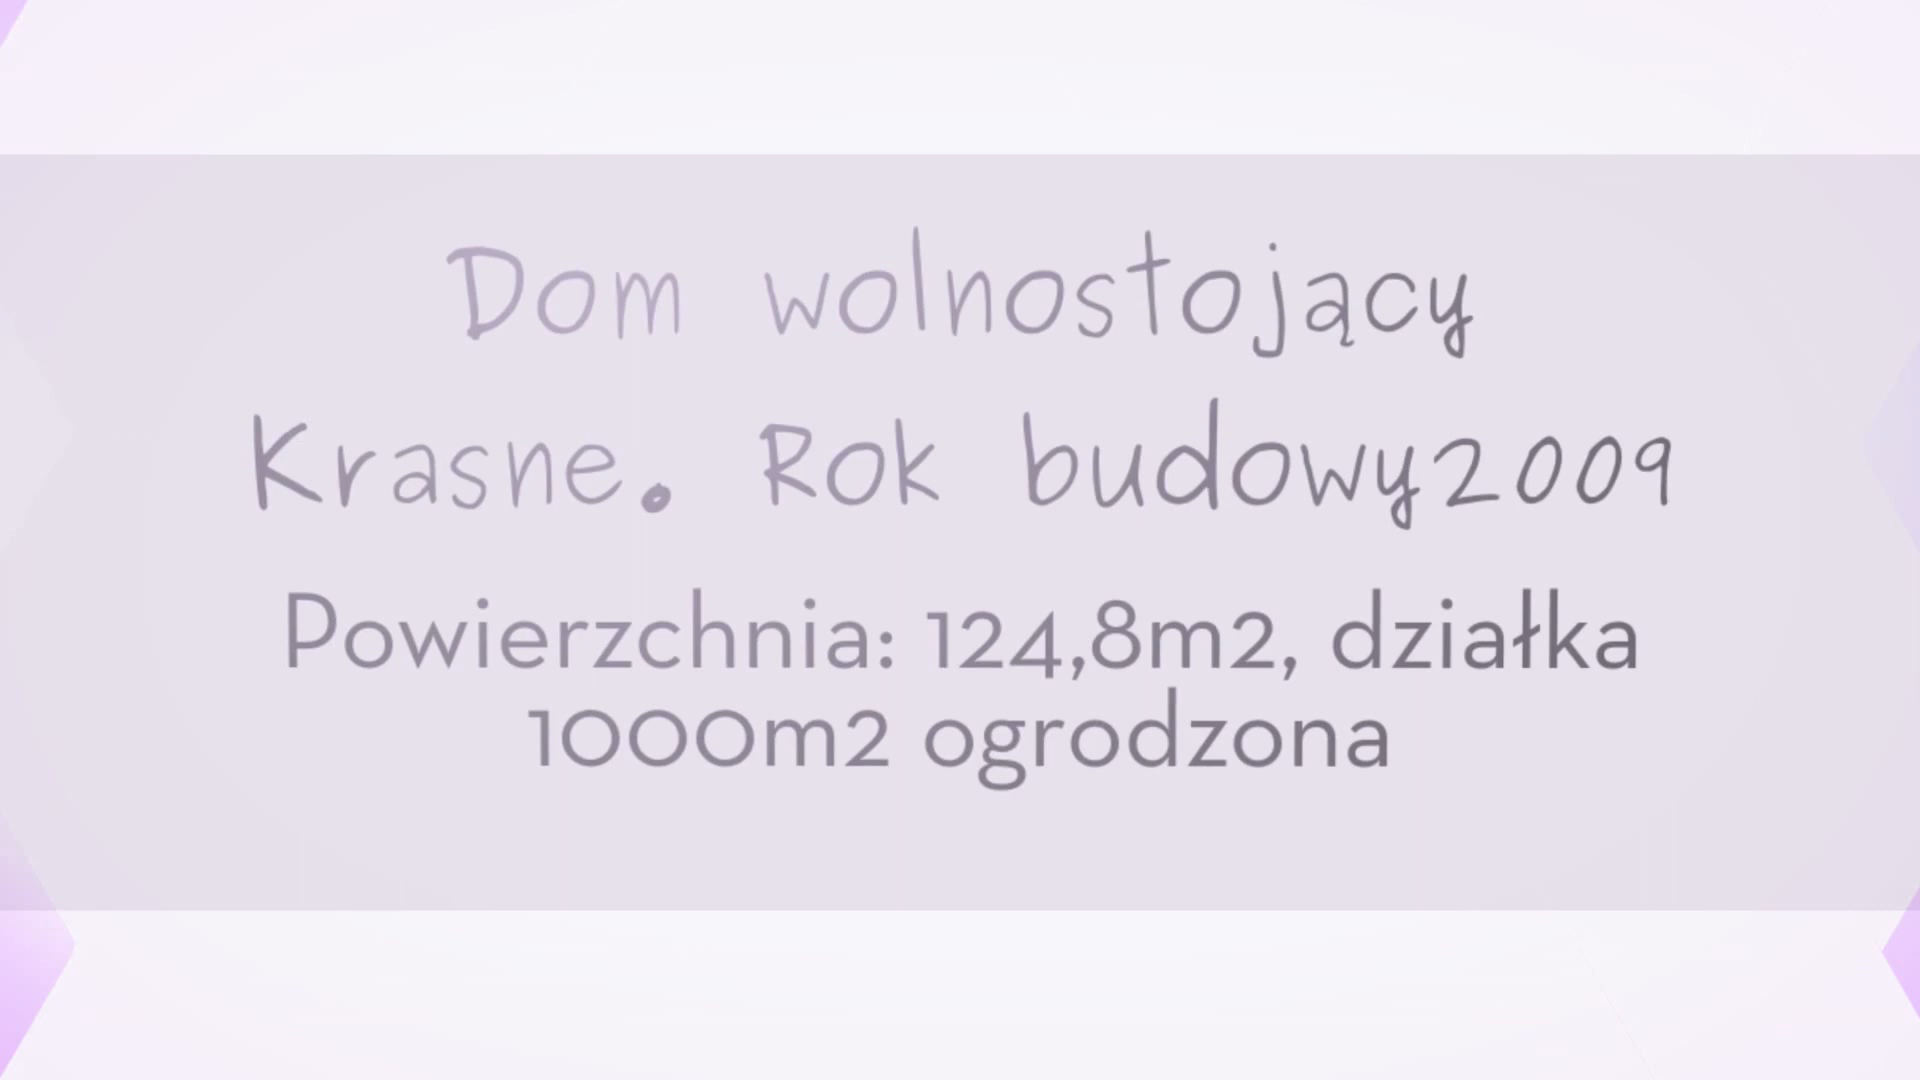 Dom wolnostojący
Krasne. Rok budowy2009
Powierzchnia: 124,8m2, działka
1000m2 ogrodzona